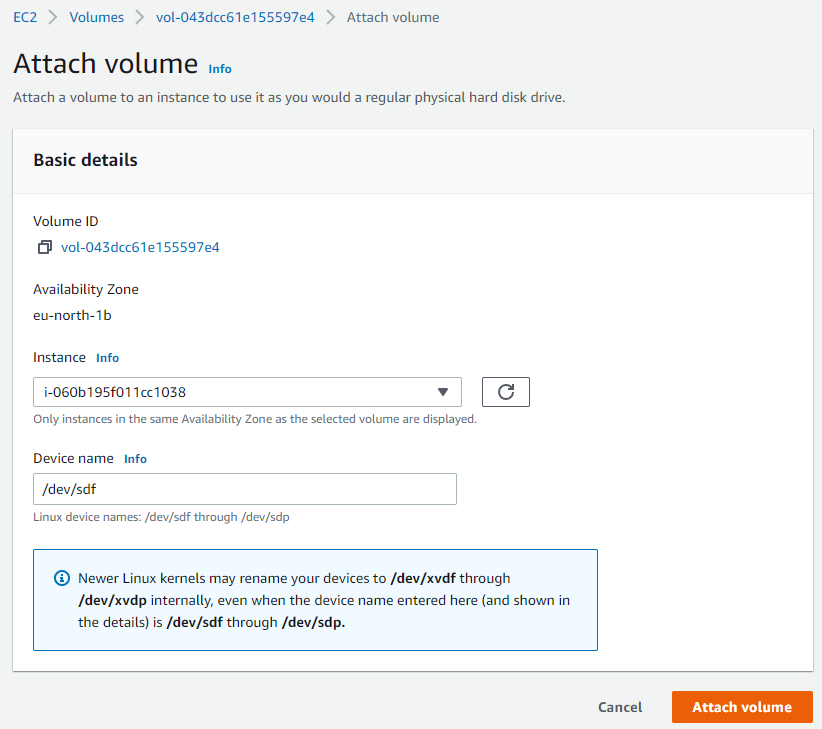 EC2 > Volumes > vol-043dcc61e155597e4 > Attach volume
Attach volume Info
Attach a volume to an instance to use it as you would a regular physical hard disk drive.
Basic details
Volume ID
vol-043dcc61e155597e4
Availability Zone
eu-north-1b
Instance Info
i-060b195f011cc1038
Only instances in the same Availability Zone as the selected volume are displayed.
Device name Info
/dev/sdf
Linux device names: /dev/sdf through /dev/sdp
Newer Linux kernels may rename your devices to /dev/xvdf through
/dev/xvdp internally, even when the device name entered here (and shown in
the details) is /dev/sdf through /dev/sdp.
Cancel Attach volume